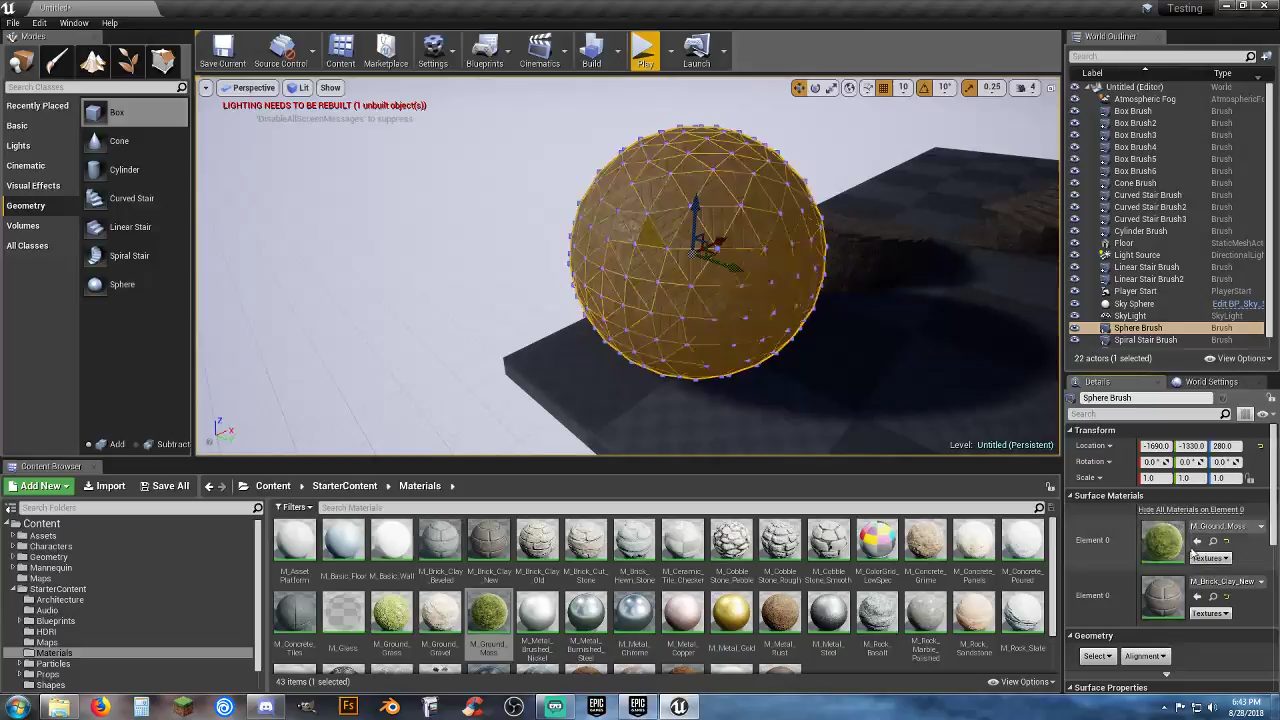 Untitled*
Testing
File Edit Window Help
Modes
Search Classes
Recently Placed
Basic
Lights
Cinematic
Visual Effects
Geometry
Volumes
All Classes
Box
Cone
Cylinder
Curved Stair
Linear Stair
Spiral Stair
Sphere
Add Subtract
Save Current Source Control Content Marketplace Settings Blueprints Cinematics Build Play Launch
Perspective Lit Show
10 10° 0.25 4
LIGHTING NEEDS TO BE REBUILT (1 unbuilt object(s))
'DisableAllScreenMessages' to suppress
Z
X
Y
Level: Untitled (Persistent)
World Outliner
Search
Label Type
Untitled (Editor) World
Atmospheric Fog AtmosphericFo
Box Brush Brush
Box Brush2 Brush
Box Brush3 Brush
Box Brush4 Brush
Box Brush5 Brush
Box Brush6 Brush
Cone Brush Brush
Curved Stair Brush Brush
Curved Stair Brush2 Brush
Curved Stair Brush3 Brush
Cylinder Brush Brush
Floor StaticMeshAct
Light Source DirectionalLigh
Linear Stair Brush Brush
Linear Stair Brush2 Brush
Player Start PlayerStart
Sky Sphere Edit BP_Sky_S
SkyLight SkyLight
Sphere Brush Brush
Spiral Stair Brush Brush
22 actors (1 selected) View Options
Details World Settings
Sphere Brush
Search
Transform
Location -1690.0 -1330.0 280.0
Rotation 0.0° 0.0° 0.0°
Scale 1.0 1.0 1.0
Surface Materials
Hide All Materials on Element 0
Element 0
M_Ground_Moss
Textures
Element 0
M_Brick_Clay_New
Textures
Geometry
Select Alignment
Surface Properties
Content Browser
Add New Import Save All Content StarterContent Materials
Search Folders
Content
Assets
Characters
Geometry
Mannequin
Maps
StarterContent
Architecture
Audio
Blueprints
HDRI
Maps
Materials
Particles
Props
Shapes
Filters Search Materials
M_Asset Platform
M_Basic_Floor
M_Basic_Wall
M_Brick_Clay_Beveled
M_Brick_Clay_New
M_Brick_Clay_Old
M_Brick_Cut_Stone
M_Brick_Hewn_Stone
M_Ceramic_Tile_Checker
M_Cobble_Stone_Pebble
M_Cobble_Stone_Rough
M_Cobble_Stone_Smooth
M_ColorGrid_LowSpec
M_Concrete_Grime
M_Concrete_Panels
M_Concrete_Poured
M_Concrete_Tiles
M_Glass
M_Ground_Grass
M_Ground_Gravel
M_Ground_Moss
M_Metal_Brushed_Nickel
M_Metal_Burnished_Steel
M_Metal_Chrome
M_Metal_Copper
M_Metal_Gold
M_Metal_Rust
M_Metal_Steel
M_Rock_Basalt
M_Rock_Marble_Polished
M_Rock_Sandstone
M_Rock_Slate
43 items (1 selected) View Options
Fs
EPIC GAMES
EPIC GAMES
6:43 PM
8/28/2018